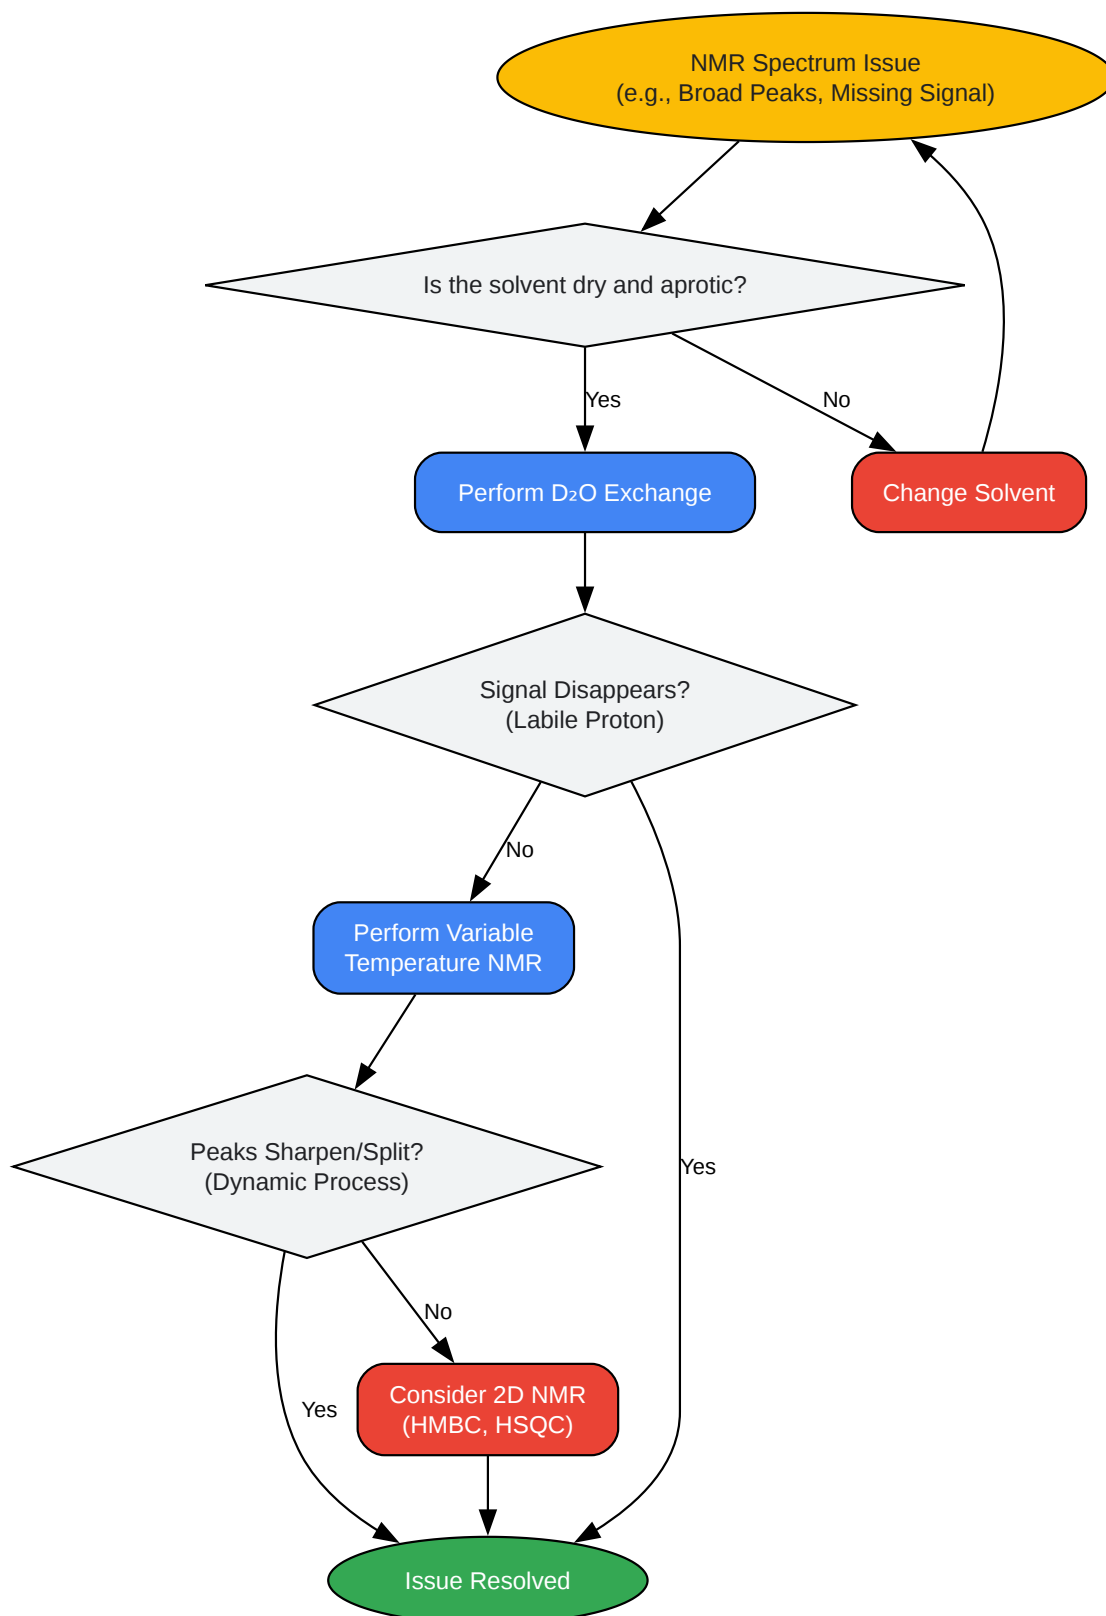 NMR Spectrum Issue
(e.g., Broad Peaks, Missing Signal)
Is the solvent dry and aprotic?
Yes
No
Perform D₂O Exchange
Change Solvent
Signal Disappears?
(Labile Proton)
No
Perform Variable
Temperature NMR
Peaks Sharpen/Split?
(Dynamic Process)
Yes
No
Consider 2D NMR
(HMBC, HSQC)
Yes
Issue Resolved